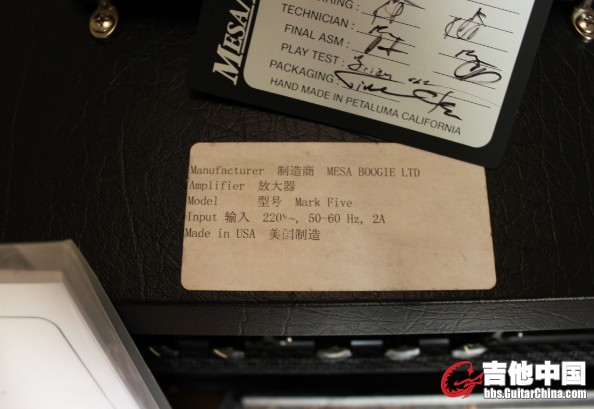 MESA/
TECHNICIAN :
FINAL ASM :
PLAY TEST :
PACKAGING
HAND MADE IN PETALUMA CALIFORNIA
Manufacturer 制造商 MESA BOOGIE LTD
Amplifier 放大器
Model 型号 Mark Five
Input 输入 220V~, 50-60 Hz, 2A
Made in USA 美国制造
吉他中国
bbs.GuitarChina.com